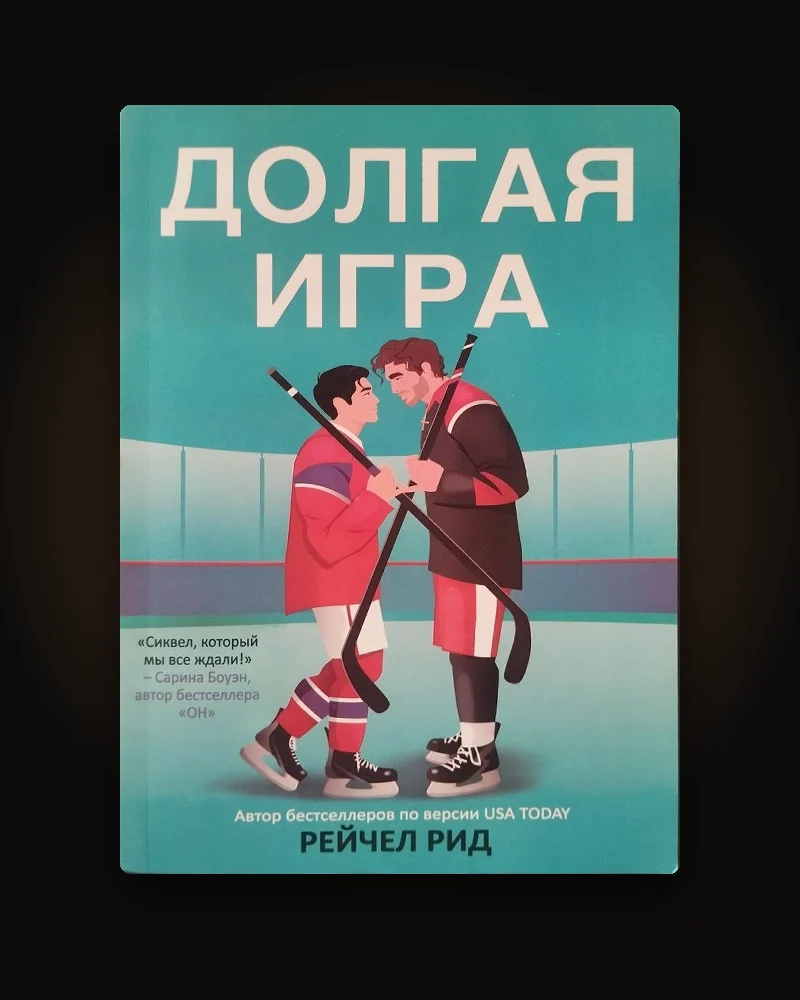 ДОЛГАЯ
ИГРА
«Сиквел, который
мы все ждали!»
– Сарина Боуэн,
автор бестселлера
«ОН»
Автор бестселлеров по версии USA TODAY
РЕЙЧЕЛ РИД